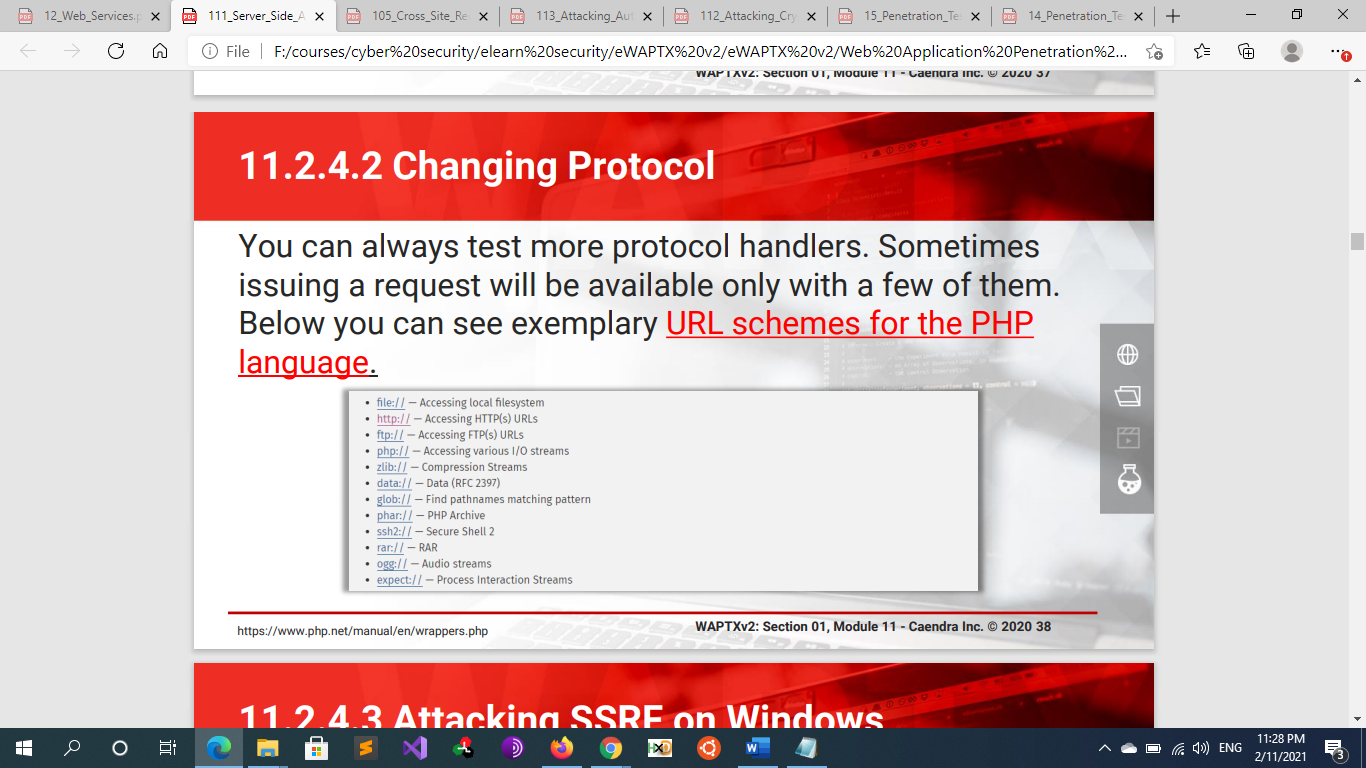 12_Web_Services.p
111_Server_Side_A
105_Cross_Site_Re
113_Attacking_Aut
112_Attacking_Cry
15_Penetration_Te
14_Penetration_Te
File
F:/courses/cyber%20security/elearn%20security/eWAPTX%20v2/eWAPTX%20v2/Web%20Application%20Penetration%2...
WAPTXv2: Section 01, Module 11 - Caendra Inc. © 2020 37
11.2.4.2 Changing Protocol
You can always test more protocol handlers. Sometimes
issuing a request will be available only with a few of them.
Below you can see exemplary URL schemes for the PHP
language.
• file:// — Accessing local filesystem
• http:// — Accessing HTTP(s) URLs
• ftp:// — Accessing FTP(s) URLs
• php:// — Accessing various I/O streams
• zlib:// — Compression Streams
• data:// — Data (RFC 2397)
• glob:// — Find pathnames matching pattern
• phar:// — PHP Archive
• ssh2:// — Secure Shell 2
• rar:// — RAR
• ogg:// — Audio streams
• expect:// — Process Interaction Streams
https://www.php.net/manual/en/wrappers.php
WAPTXv2: Section 01, Module 11 - Caendra Inc. © 2020 38
11.2.4.3 Attacking SSRF on Windows
ENG
11:28 PM
2/11/2021
3